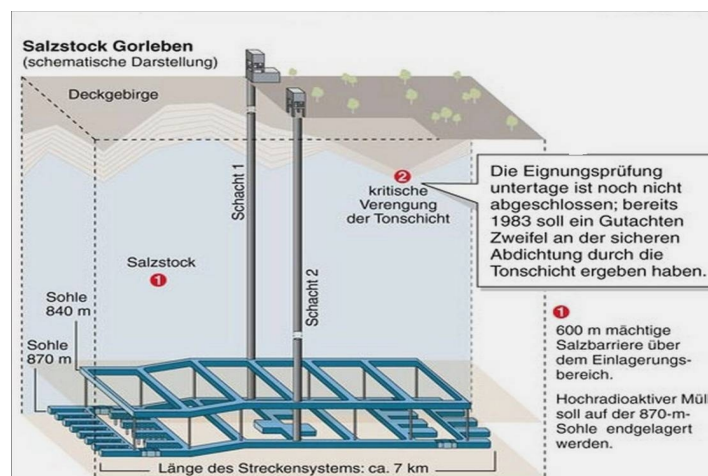 Salzstock Gorleben
(schematische Darstellung)
Deckgebirge
Schacht 1
Schacht 2
2
kritische
Verengung
der Tonschicht
Die Eignungsprüfung
untertage ist noch nicht
abgeschlossen; bereits
1983 soll ein Gutachten
Zweifel an der sicheren
Abdichtung durch die
Tonschicht ergeben haben.
Salzstock
1
Sohle
840 m
Sohle
870 m
1
600 m mächtige
Salzbarriere über
dem Einlagerungs-
bereich.
Hochradioaktiver Müll
soll auf der 870-m-
Sohle endgelagert
werden.
Länge des Streckensystems: ca. 7 km